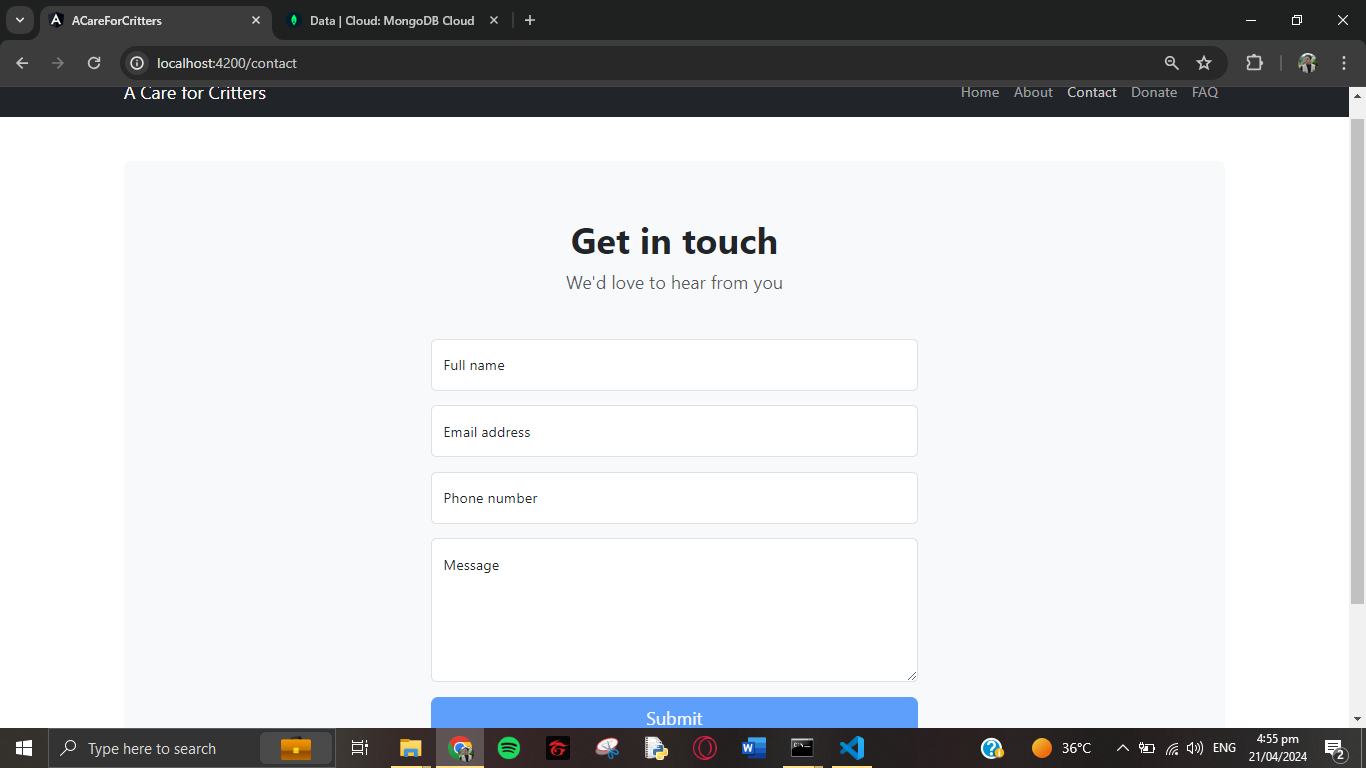 ACareForCritters
Data | Cloud: MongoDB Cloud
localhost:4200/contact
A Care for Critters
Home About Contact Donate FAQ
Get in touch
We'd love to hear from you
Full name
Email address
Phone number
Message
Submit
Type here to search
36°C
ENG
4:55 pm
21/04/2024
2